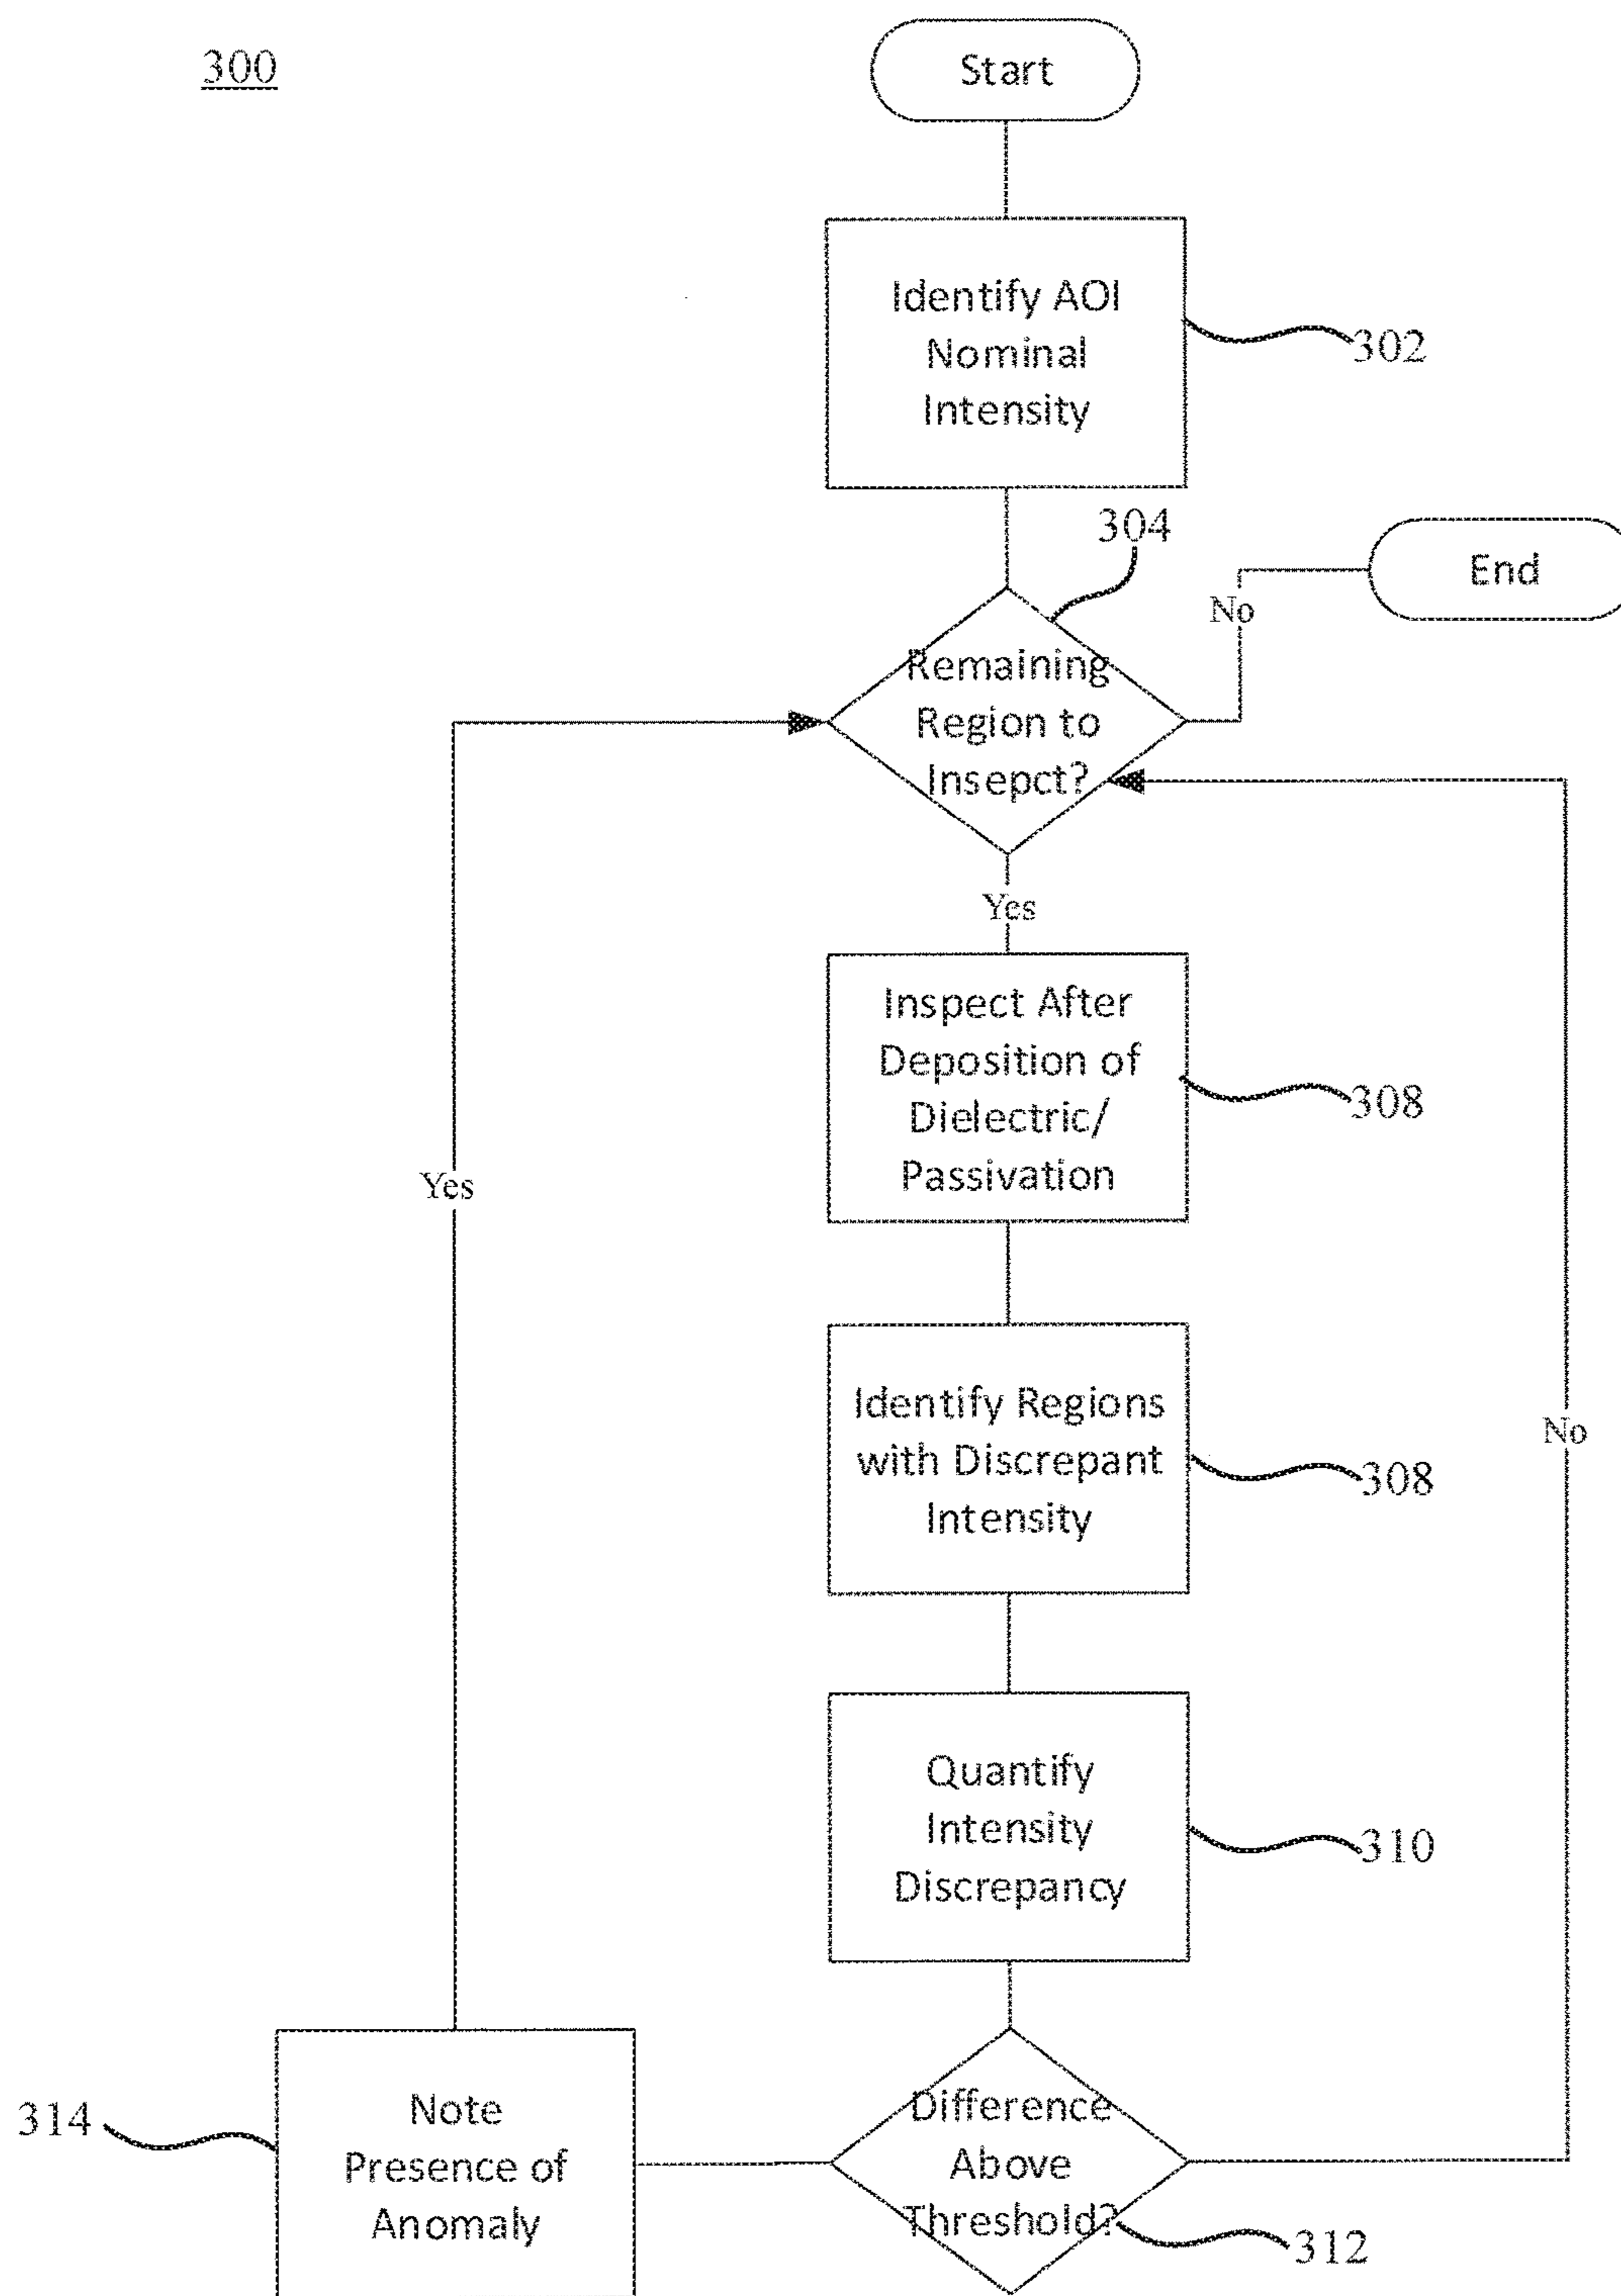 300
Start
Identify AOI
Nominal
Intensity
302
304
End
No
Remaining
Region to
Insepct?
Yes
Inspect After
Deposition of
Dielectric/
Passivation
308
Yes
Identify Regions
with Discrepant
Intensity
308
No
Quantify
Intensity
Discrepancy
310
Difference
Above
Threshold?
312
Note
Presence of
Anomaly
314